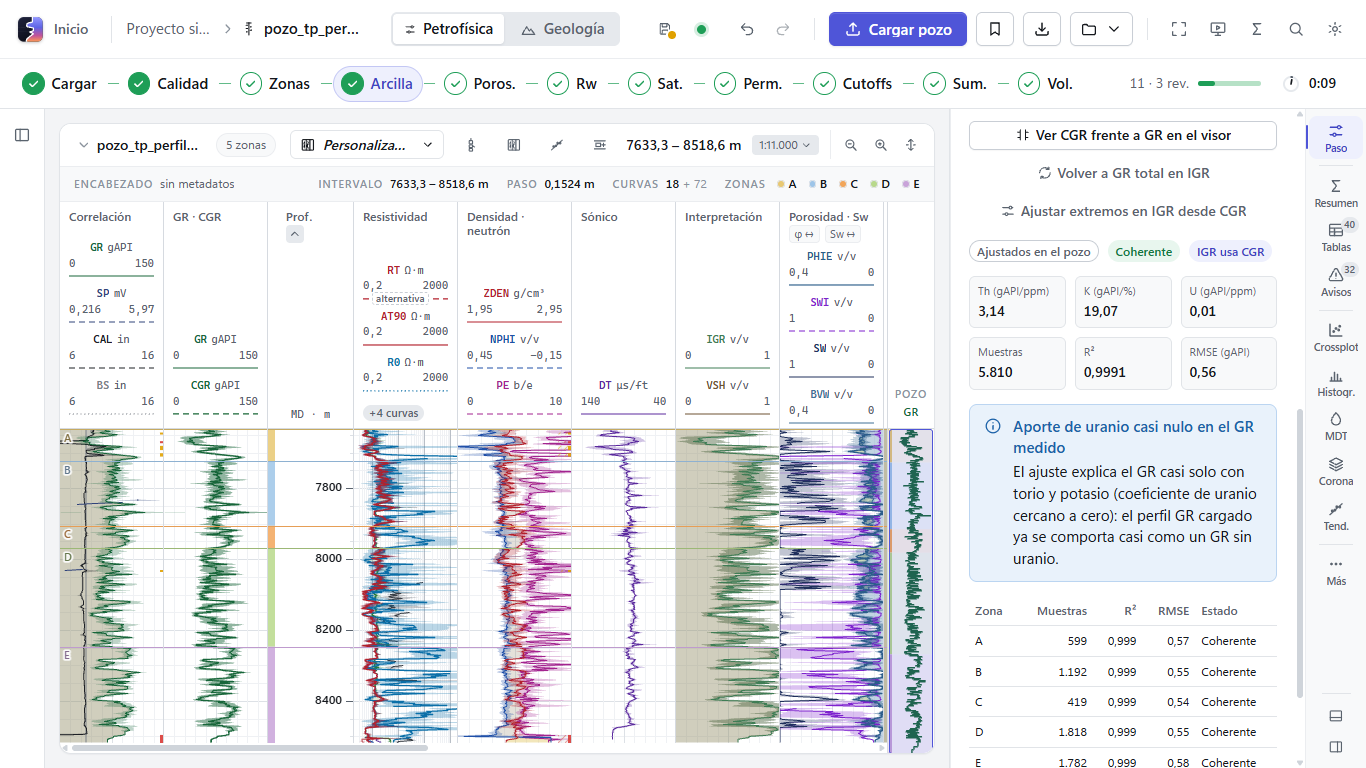 Inicio
Proyecto si...
pozo_tp_per...
Petrofísica
Geología
Cargar pozo
Cargar
Calidad
Zonas
Arcilla
Poros.
Rw
Sat.
Perm.
Cutoffs
Sum.
Vol.
11 · 3 rev.
0:09
pozo_tp_perfil...
5 zonas
Personaliza...
7633,3 – 8518,6 m
1:11.000
ENCABEZADO sin metadatos
INTERVALO 7633,3 – 8518,6 m
PASO 0,1524 m
CURVAS 18 + 72
ZONAS A B C D E
Correlación
GR gAPI
0 150
SP mV
0,216 5,97
CAL in
6 16
BS in
6 16
GR · CGR
GR gAPI
0 150
CGR gAPI
0 150
Prof.
MD · m
Resistividad
RT Ω·m
0,2 2000
alternativa
AT90 Ω·m
0,2 2000
R0 Ω·m
0,2 2000
+4 curvas
Densidad ·
neutrón
ZDEN g/cm³
1,95 2,95
NPHI v/v
0,45 −0,15
PE b/e
0 10
Sónico
DT µs/ft
140 40
Interpretación
IGR v/v
0 1
VSH v/v
0 1
Porosidad · Sw
φ ↔ Sw ↔
PHIE v/v
0,4 0
SWI v/v
1 0
SW v/v
1 0
BVW v/v
0,4 0
POZO
GR
A
B
C
D
E
7800
8000
8200
8400
Ver CGR frente a GR en el visor
Volver a GR total en IGR
Ajustar extremos en IGR desde CGR
Ajustados en el pozo
Coherente
IGR usa CGR
Th (gAPI/ppm)
3,14
K (gAPI/%)
19,07
U (gAPI/ppm)
0,01
Muestras
5.810
R²
0,9991
RMSE (gAPI)
0,56
Aporte de uranio casi nulo en el GR
medido
El ajuste explica el GR casi solo con
torio y potasio (coeficiente de uranio
cercano a cero): el perfil GR cargado
ya se comporta casi como un GR sin
uranio.
Zona Muestras R² RMSE Estado
A 599 0,999 0,57 Coherente
B 1.192 0,999 0,55 Coherente
C 419 0,999 0,54 Coherente
D 1.818 0,999 0,55 Coherente
E 1.782 0,999 0,58 Coherente
Paso
Resumen
40
Tablas
32
Avisos
Crossplot
Histogr.
MDT
Corona
Tend.
Más